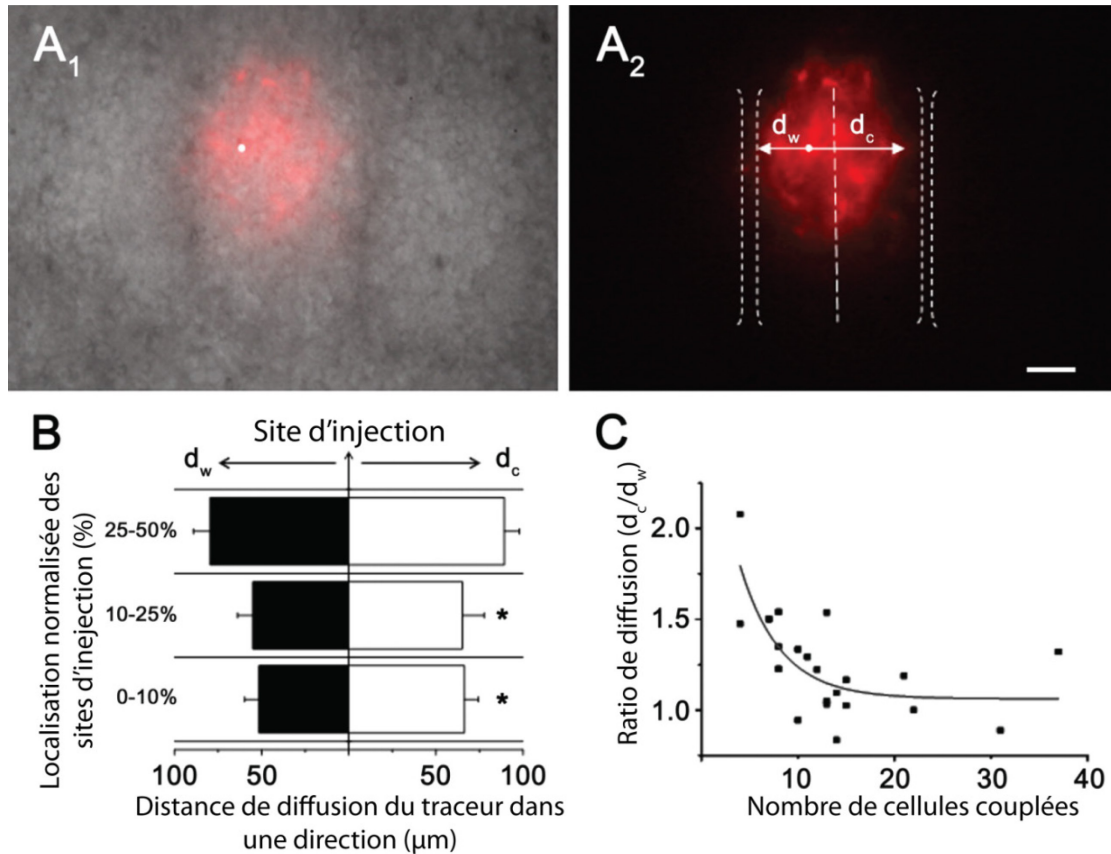 A1
A2
dw
dc
B
Site d'injection
dw
dc
Localisation normalisée des
sites d'inejection (%)
25-50%
10-25%
*
0-10%
*
100
50
50
100
Distance de diffusion du traceur dans
une direction (µm)
C
Ratio de diffusion (dc/dw)
2.0
1.5
1.0
10
20
30
40
Nombre de cellules couplées